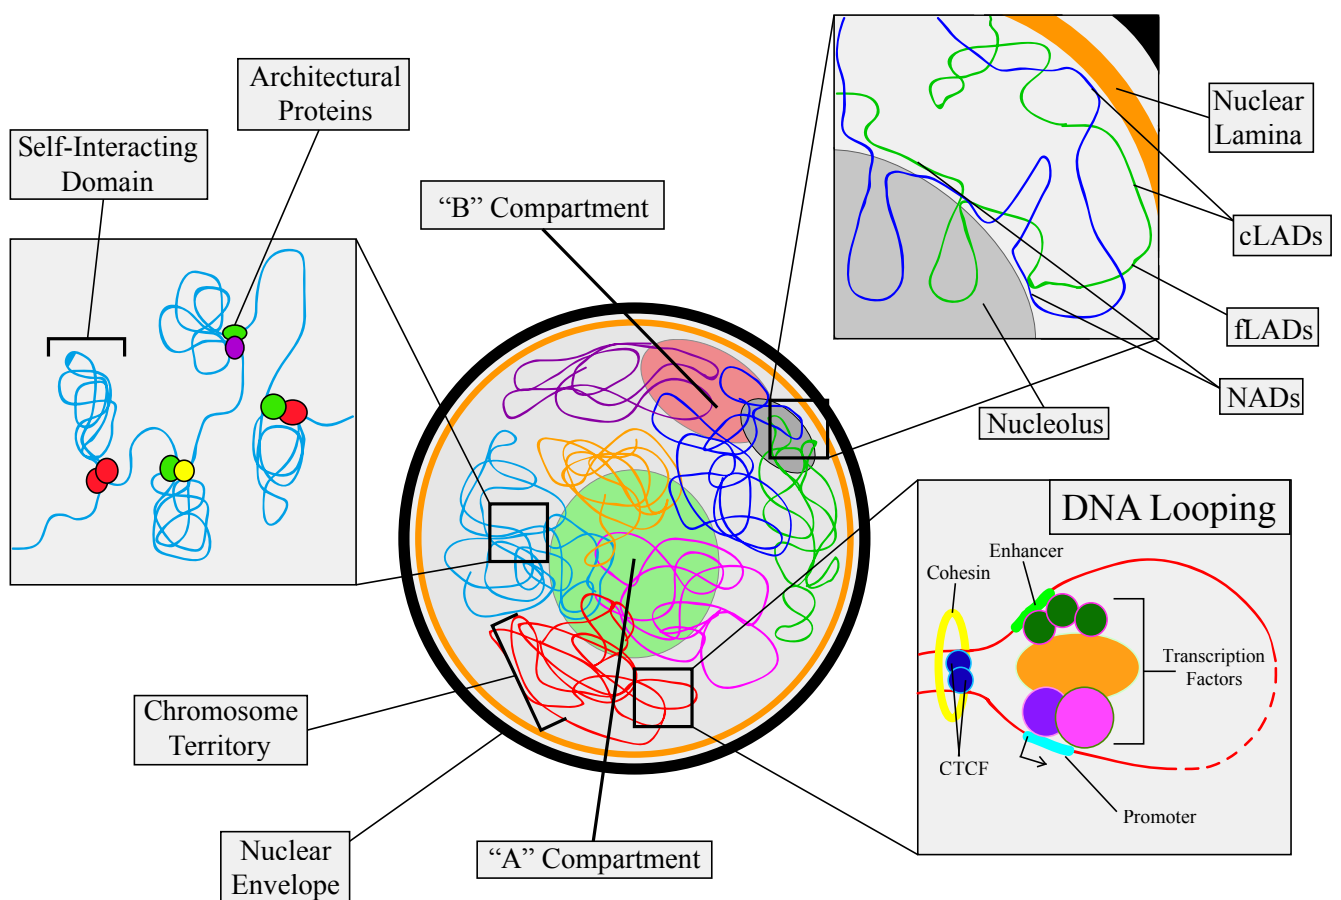 Architectural
Proteins
Self-Interacting
Domain
“B” Compartment
Nuclear
Lamina
cLADs
fLADs
NADs
Nucleolus
DNA Looping
Enhancer
Cohesin
Transcription
Factors
CTCF
Promoter
Chromosome
Territory
Nuclear
Envelope
“A” Compartment